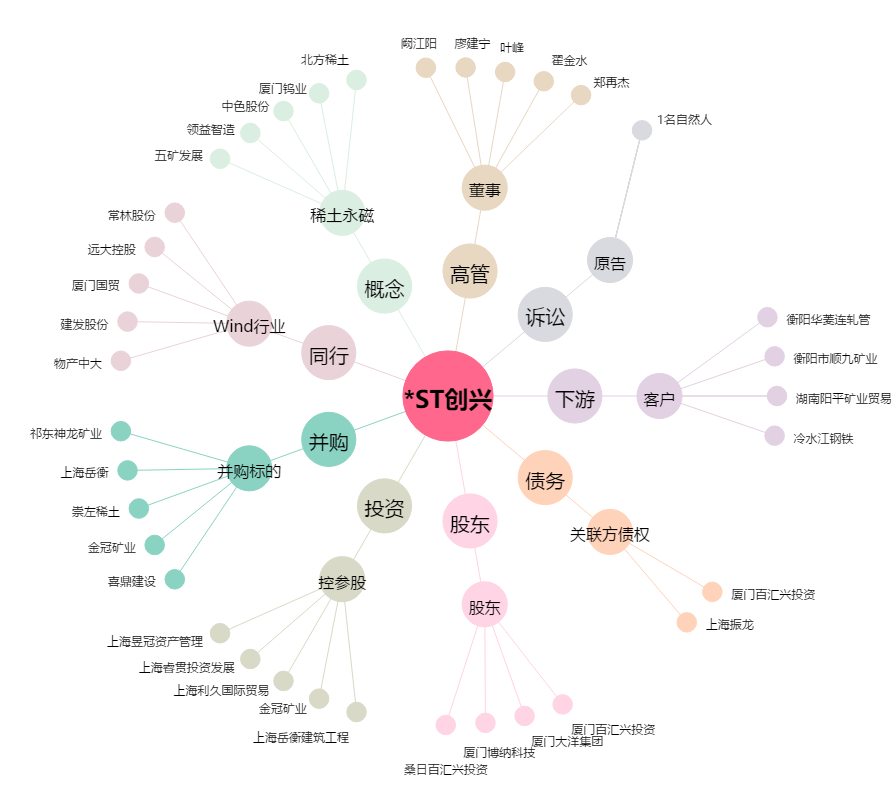 阙江阳
廖建宁
叶峰
翟金水
郑再杰
北方稀土
厦门钨业
中色股份
领益智造
五矿发展
1名自然人
董事
稀土永磁
常林股份
远大控股
厦门国贸
建发股份
物产中大
原告
高管
概念
诉讼
Wind行业
同行
衡阳华菱连轧管
衡阳市顺九矿业
湖南阳平矿业贸易
冷水江钢铁
*ST创兴
下游
客户
祁东神龙矿业
上海岳衡
崇左稀土
金冠矿业
喜鼎建设
并购
并购标的
债务
投资
股东
关联方债权
控参股
股东
厦门百汇兴投资
上海振龙
上海昱冠资产管理
上海睿贯投资发展
上海利久国际贸易
金冠矿业
上海岳衡建筑工程
厦门百汇兴投资
厦门大洋集团
厦门博纳科技
桑日百汇兴投资